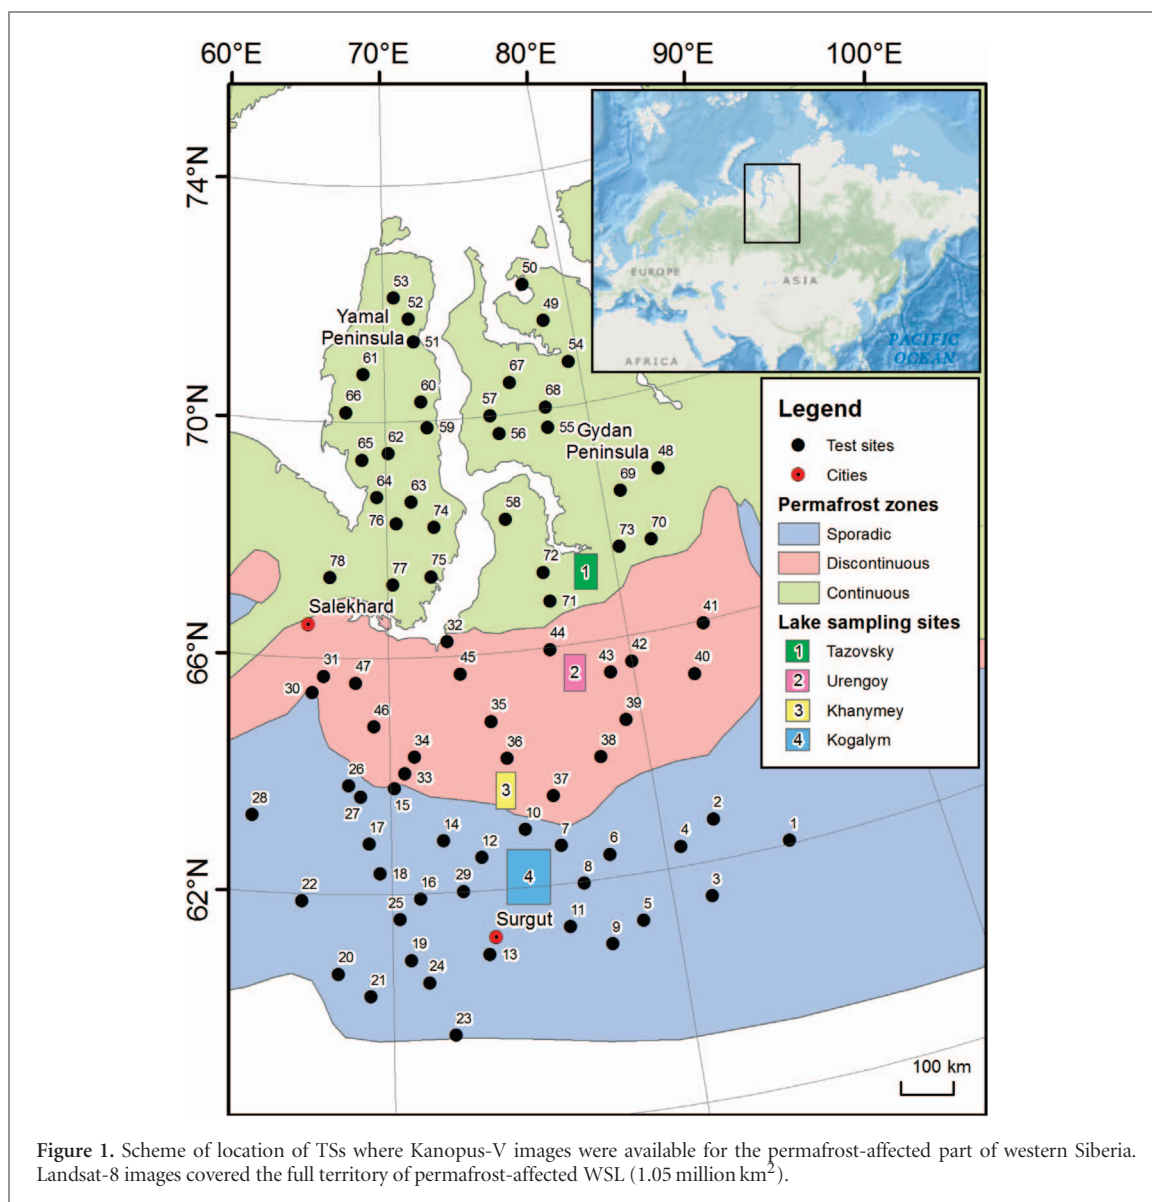 60°E 70°E 80°E 90°E 100°E
74°N
70°N
66°N
62°N
EUROPE
ASIA
AFRICA
PACIFIC
OCEAN
50
53
52
49
Yamal
Peninsula
51
54
61
67
60
68
66
57
59
56
55
Gydan
Peninsula
62
65
48
69
64
63
58
76
74
73
70
72
1
78
77
75
71
Salekhard
41
32
44
42
31
47
45
2
43
40
30
46
35
39
34
36
38
33
26
3
37
28
27
15
2
10
1
17
14
7
6
4
12
18
4
8
22
16
29
3
25
Surgut
11
5
13
9
20
19
24
21
23
Legend
Test sites
Cities
Permafrost zones
Sporadic
Discontinuous
Continuous
Lake sampling sites
1 Tazovsky
2 Urengoy
3 Khanymey
4 Kogalym
100 km
Figure 1. Scheme of location of TSs where Kanopus-V images were available for the permafrost-affected part of western Siberia.
Landsat-8 images covered the full territory of permafrost-affected WSL (1.05 million km²).